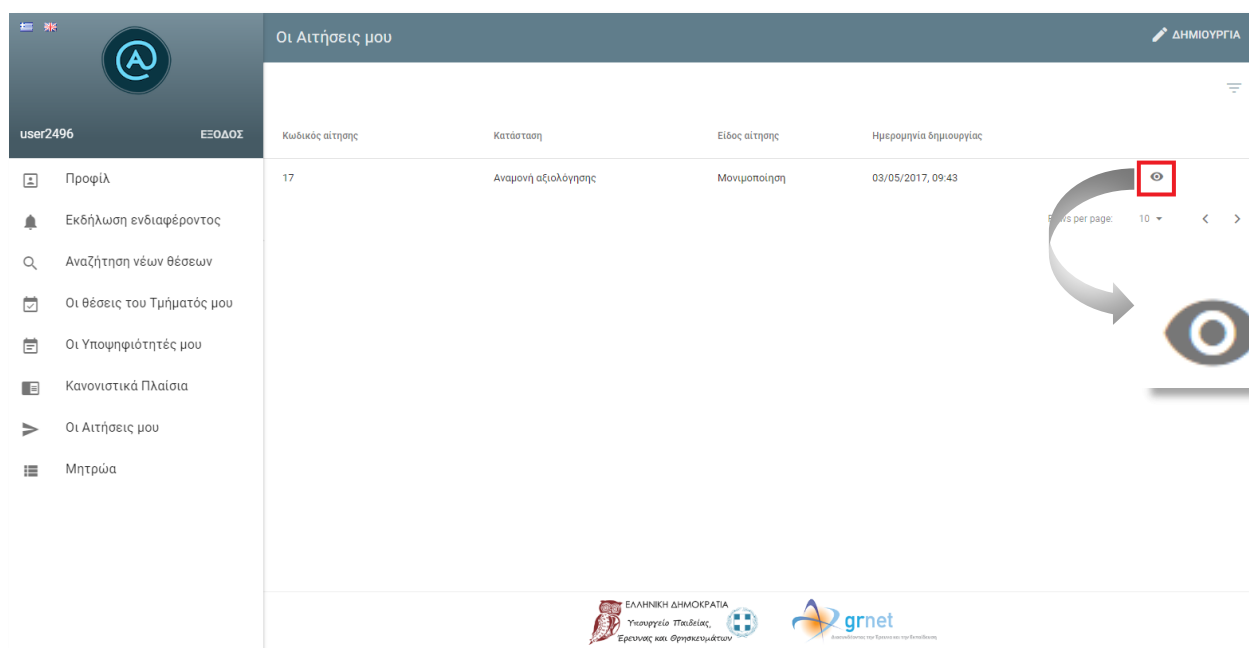 Οι Αιτήσεις μου
ΔΗΜΙΟΥΡΓΙΑ
user2496 ΕΞΟΔΟΣ
Προφίλ
Εκδήλωση ενδιαφέροντος
Αναζήτηση νέων θέσεων
Οι θέσεις του Τμήματός μου
Οι Υποψηφιότητές μου
Κανονιστικά Πλαίσια
Οι Αιτήσεις μου
Μητρώα
Κωδικός αίτησης Κατάσταση Είδος αίτησης Ημερομηνία δημιουργίας
17 Αναμονή αξιολόγησης Μονιμοποίηση 03/05/2017, 09:43
per page: 10
ΕΛΛΗΝΙΚΗ ΔΗΜΟΚΡΑΤΙΑ
Υπουργείο Παιδείας,
Έρευνας και Θρησκευμάτων
grnet